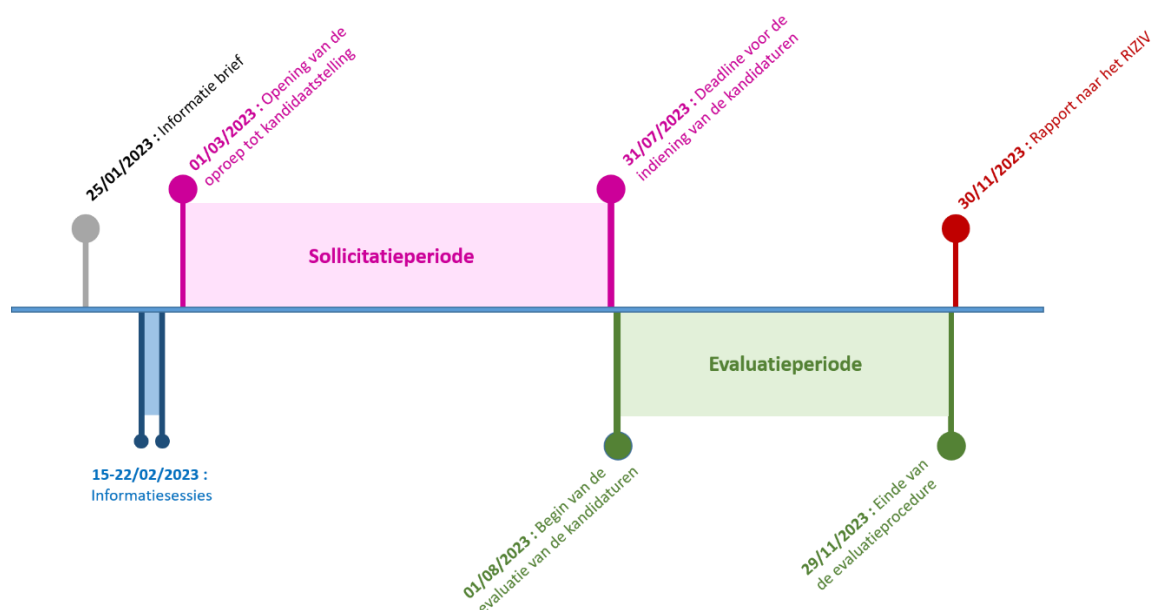 25/01/2023 : Informatie brief
01/03/2023 : Opening van de
oproep tot kandidaatstelling
31/07/2023 : Deadline voor de
indiening van de kandidaturen
30/11/2023 : Rapport naar het RIZIV
Sollicitatieperiode
Evaluatieperiode
15-22/02/2023 :
Informatiesessies
01/08/2023 : Begin van de
evaluatie van de kandidaturen
29/11/2023 : Einde van
de evaluatieprocedure